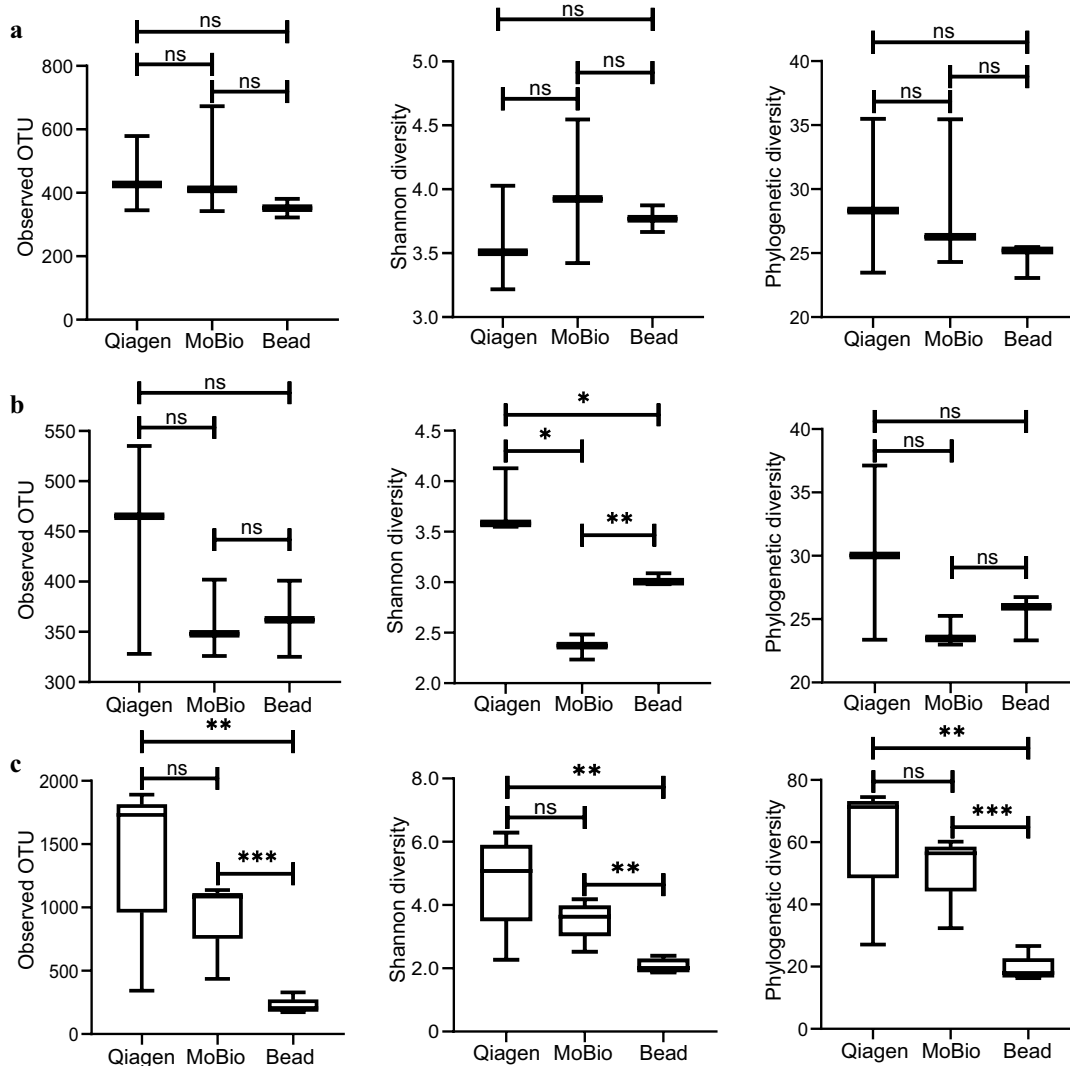 a
ns
ns
ns
Observed OTU
800
600
400
200
0
Qiagen MoBio Bead
ns
ns
ns
Shannon diversity
5.0
4.5
4.0
3.5
3.0
Qiagen MoBio Bead
ns
ns
ns
Phylogenetic diversity
40
35
30
25
20
Qiagen MoBio Bead
b
ns
ns
ns
Observed OTU
550
500
450
400
350
300
Qiagen MoBio Bead
*
*
**
Shannon diversity
4.5
4.0
3.5
3.0
2.5
2.0
Qiagen MoBio Bead
ns
ns
ns
Phylogenetic diversity
40
35
30
25
20
Qiagen MoBio Bead
c
**
ns
***
Observed OTU
2000
1500
1000
500
0
Qiagen MoBio Bead
**
ns
**
Shannon diversity
8.0
6.0
4.0
2.0
0
Qiagen MoBio Bead
**
ns
***
Phylogenetic diversity
80
60
40
20
0
Qiagen MoBio Bead